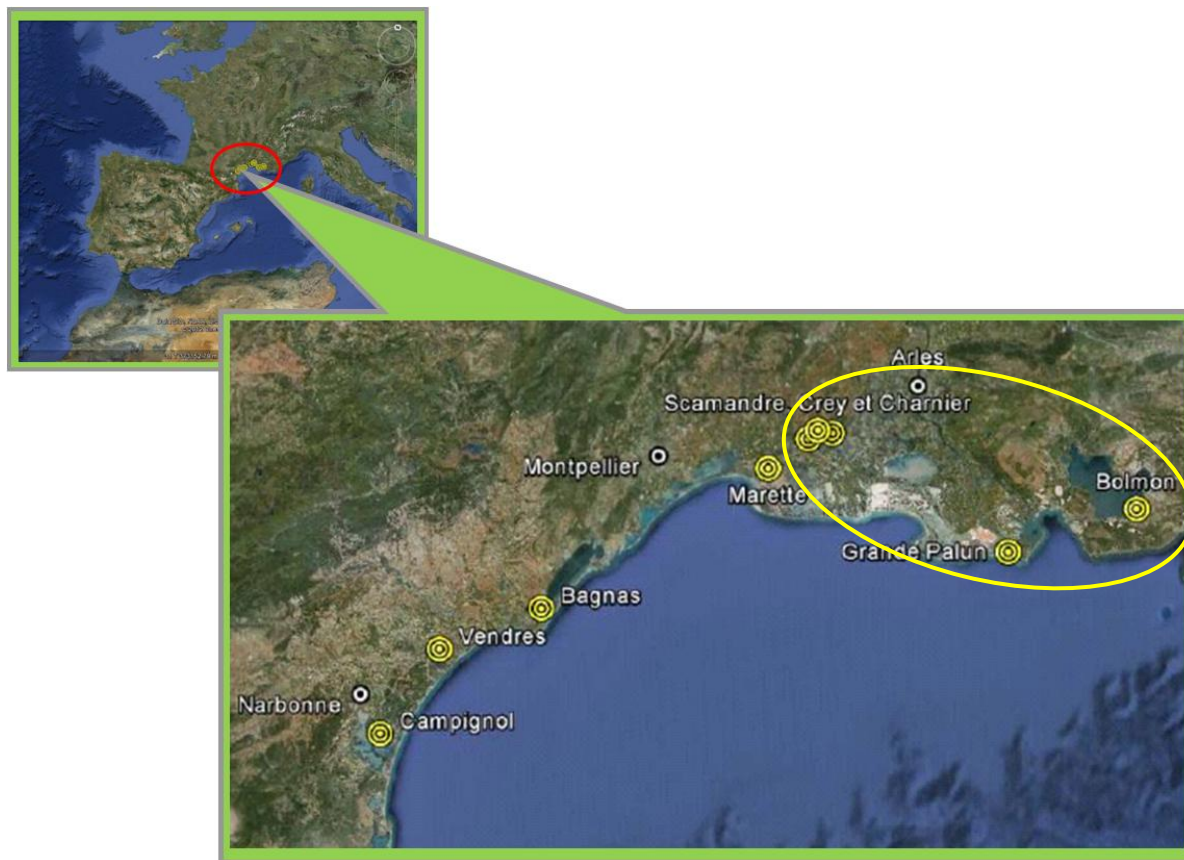 Arles
Scamandre, Crey et Charnier
Montpellier
Marette
Bolmon
Grande Palun
Bagnas
Vendres
Narbonne
Campignol